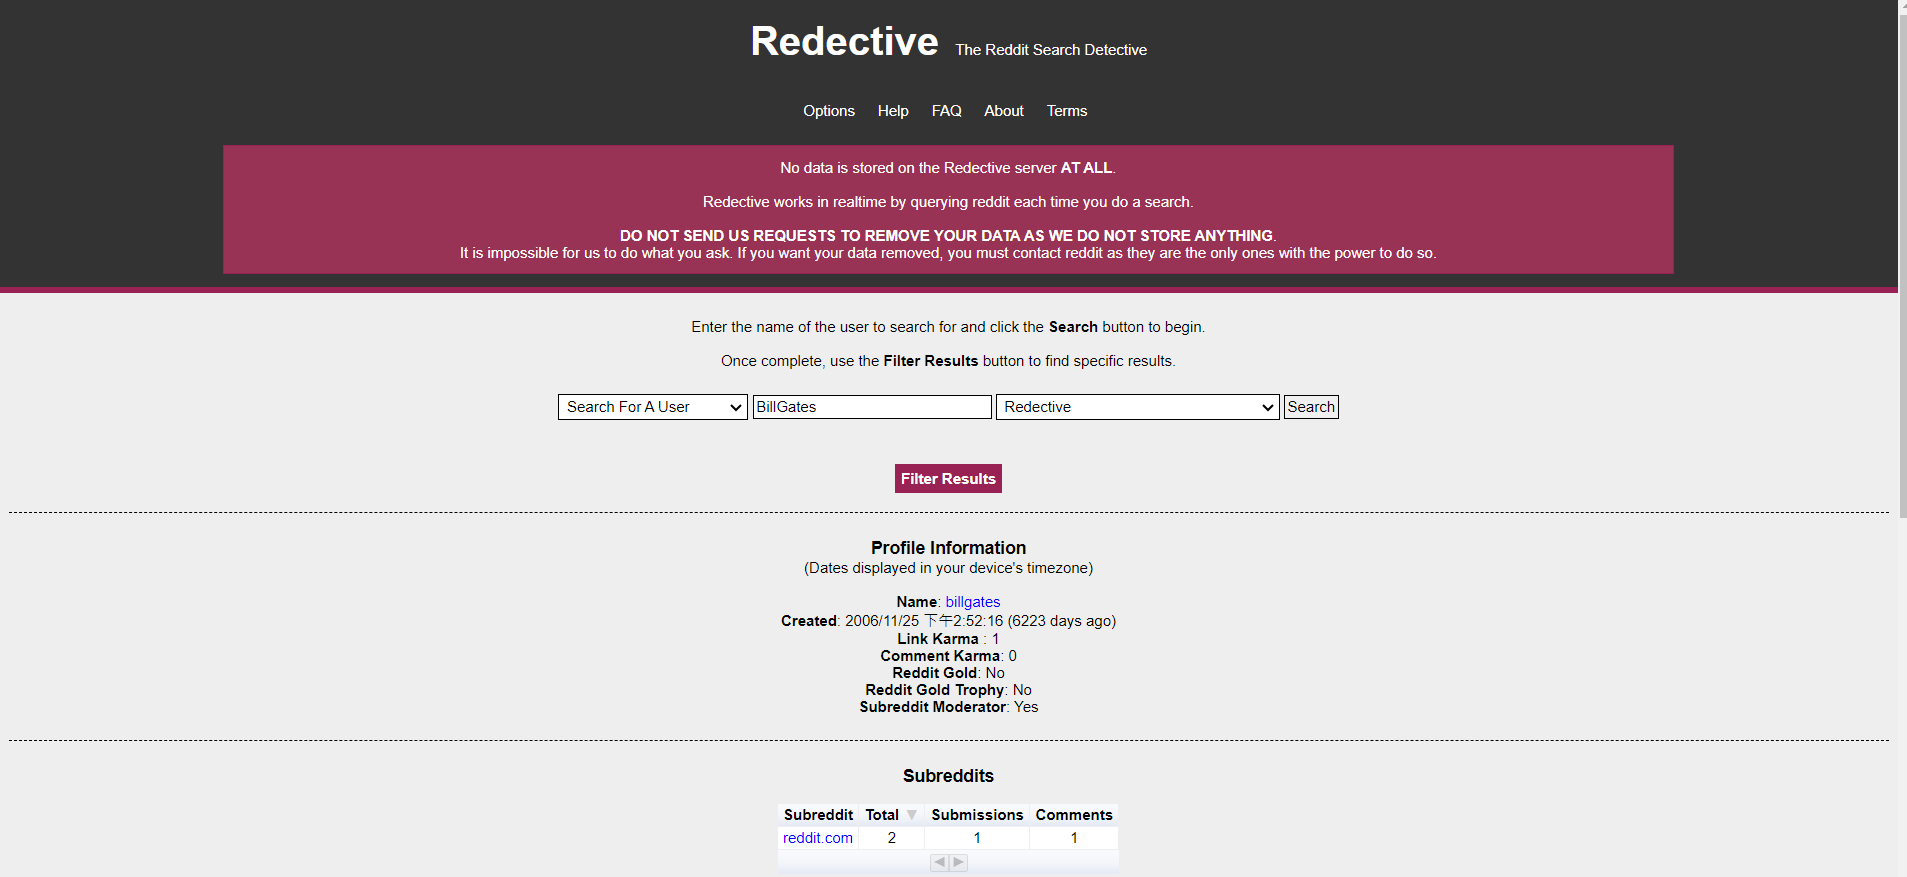 Redective The Reddit Search Detective
Options Help FAQ About Terms
No data is stored on the Redective server AT ALL.
Redective works in realtime by querying reddit each time you do a search.
DO NOT SEND US REQUESTS TO REMOVE YOUR DATA AS WE DO NOT STORE ANYTHING.
It is impossible for us to do what you ask. If you want your data removed, you must contact reddit as they are the only ones with the power to do so.
Enter the name of the user to search for and click the Search button to begin.
Once complete, use the Filter Results button to find specific results.
Search For A User BillGates Redective Search
Filter Results
Profile Information
(Dates displayed in your device's timezone)
Name: billgates
Created: 2006/11/25 下午2:52:16 (6223 days ago)
Link Karma : 1
Comment Karma: 0
Reddit Gold: No
Reddit Gold Trophy: No
Subreddit Moderator: Yes
Subreddits
Subreddit Total Submissions Comments
reddit.com 2 1 1